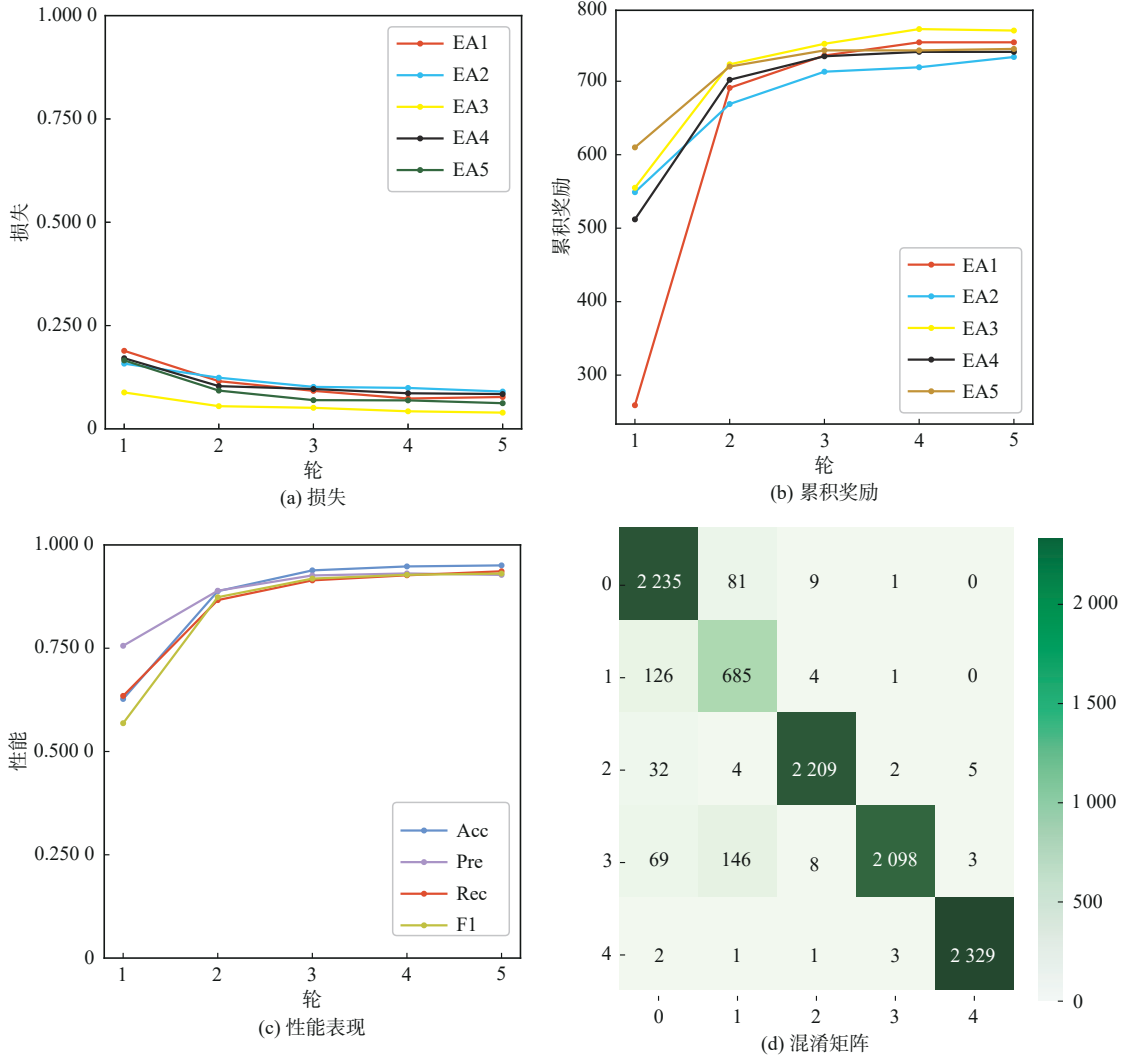 1.000 0
0.750 0
0.500 0
0.250 0
0
损失
EA1
EA2
EA3
EA4
EA5
1 2 3 4 5
轮
(a) 损失
800
700
600
500
400
300
累积奖励
EA1
EA2
EA3
EA4
EA5
1 2 3 4 5
轮
(b) 累积奖励
1.000 0
0.750 0
0.500 0
0.250 0
0
性能
Acc
Pre
Rec
F1
1 2 3 4 5
轮
(c) 性能表现
0 2 235 81 9 1 0
1 126 685 4 1 0
2 32 4 2 209 2 5
3 69 146 8 2 098 3
4 2 1 1 3 2 329
0 1 2 3 4
2 000
1 500
1 000
500
0
(d) 混淆矩阵